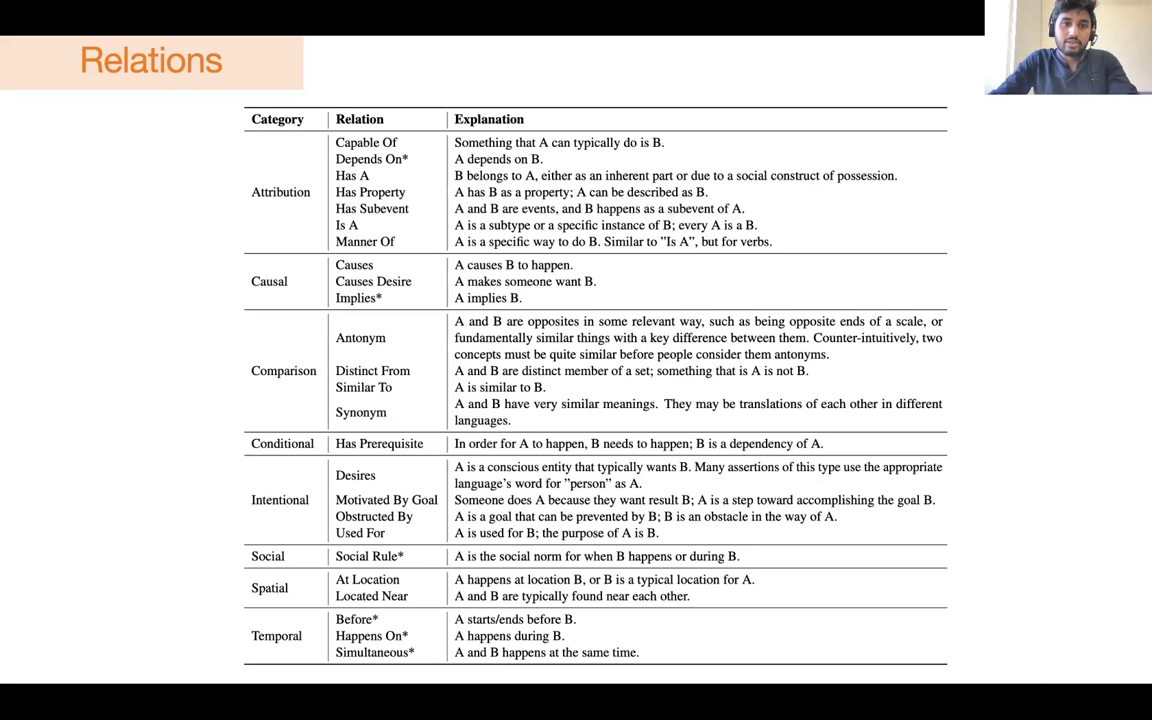 Relations
Category Relation Explanation
Attribution
Capable Of Something that A can typically do is B.
Depends On* A depends on B.
Has A B belongs to A, either as an inherent part or due to a social construct of possession.
Has Property A has B as a property; A can be described as B.
Has Subevent A and B are events, and B happens as a subevent of A.
Is A A is a subtype or a specific instance of B; every A is a B.
Manner Of A is a specific way to do B. Similar to ”Is A”, but for verbs.
Causal
Causes A causes B to happen.
Causes Desire A makes someone want B.
Implies* A implies B.
Comparison
Antonym
A and B are opposites in some relevant way, such as being opposite ends of a scale, or
fundamentally similar things with a key difference between them. Counter-intuitively, two
concepts must be quite similar before people consider them antonyms.
Distinct From A and B are distinct member of a set; something that is A is not B.
Similar To A is similar to B.
Synonym
A and B have very similar meanings. They may be translations of each other in different
languages.
Conditional Has Prerequisite In order for A to happen, B needs to happen; B is a dependency of A.
Intentional
Desires
A is a conscious entity that typically wants B. Many assertions of this type use the appropriate
language’s word for ”person” as A.
Motivated By Goal Someone does A because they want result B; A is a step toward accomplishing the goal B.
Obstructed By A is a goal that can be prevented by B; B is an obstacle in the way of A.
Used For A is used for B; the purpose of A is B.
Social Social Rule* A is the social norm for when B happens or during B.
Spatial
At Location A happens at location B, or B is a typical location for A.
Located Near A and B are typically found near each other.
Temporal
Before* A starts/ends before B.
Happens On* A happens during B.
Simultaneous* A and B happens at the same time.